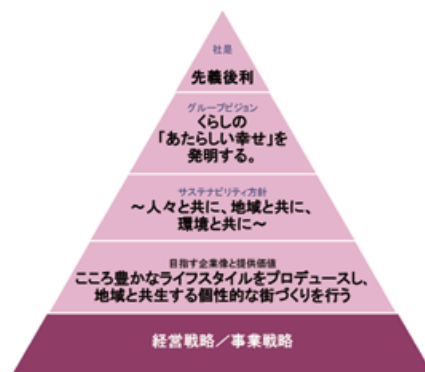 社是
先義後利
グループビジョン
くらしの
「あたらしい幸せ」を
発明する。
サステナビリティ方針
～人々と共に、地域と共に、
環境と共に～
目指す企業像と提供価値
こころ豊かなライフスタイルをプロデュースし、
地域と共生する個性的な街づくりを行う
経営戦略／事業戦略